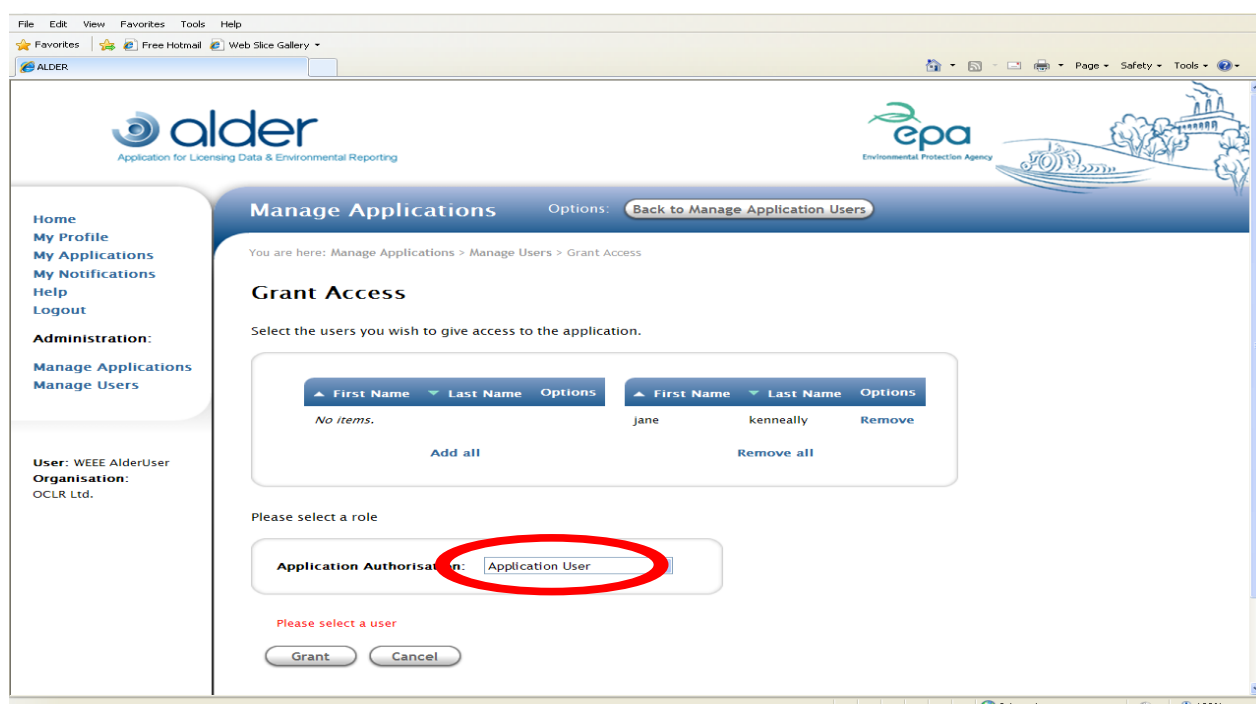 File Edit View Favorites Tools Help
Favorites Free Hotmail Web Slice Gallery
ALDER
Page Safety Tools
alder
Application for Licensing Data & Environmental Reporting
epa
Environmental Protection Agency
Manage Applications Options: Back to Manage Application Users
Home
My Profile
My Applications
My Notifications
Help
Logout
Administration:
Manage Applications
Manage Users
User: WEEE AlderUser
Organisation:
OCLR Ltd.
You are here: Manage Applications > Manage Users > Grant Access
Grant Access
Select the users you wish to give access to the application.
First Name Last Name Options First Name Last Name Options
No items. jane kenneally Remove
Add all Remove all
Please select a role
Application Authorisation: Application User
Please select a user
Grant Cancel